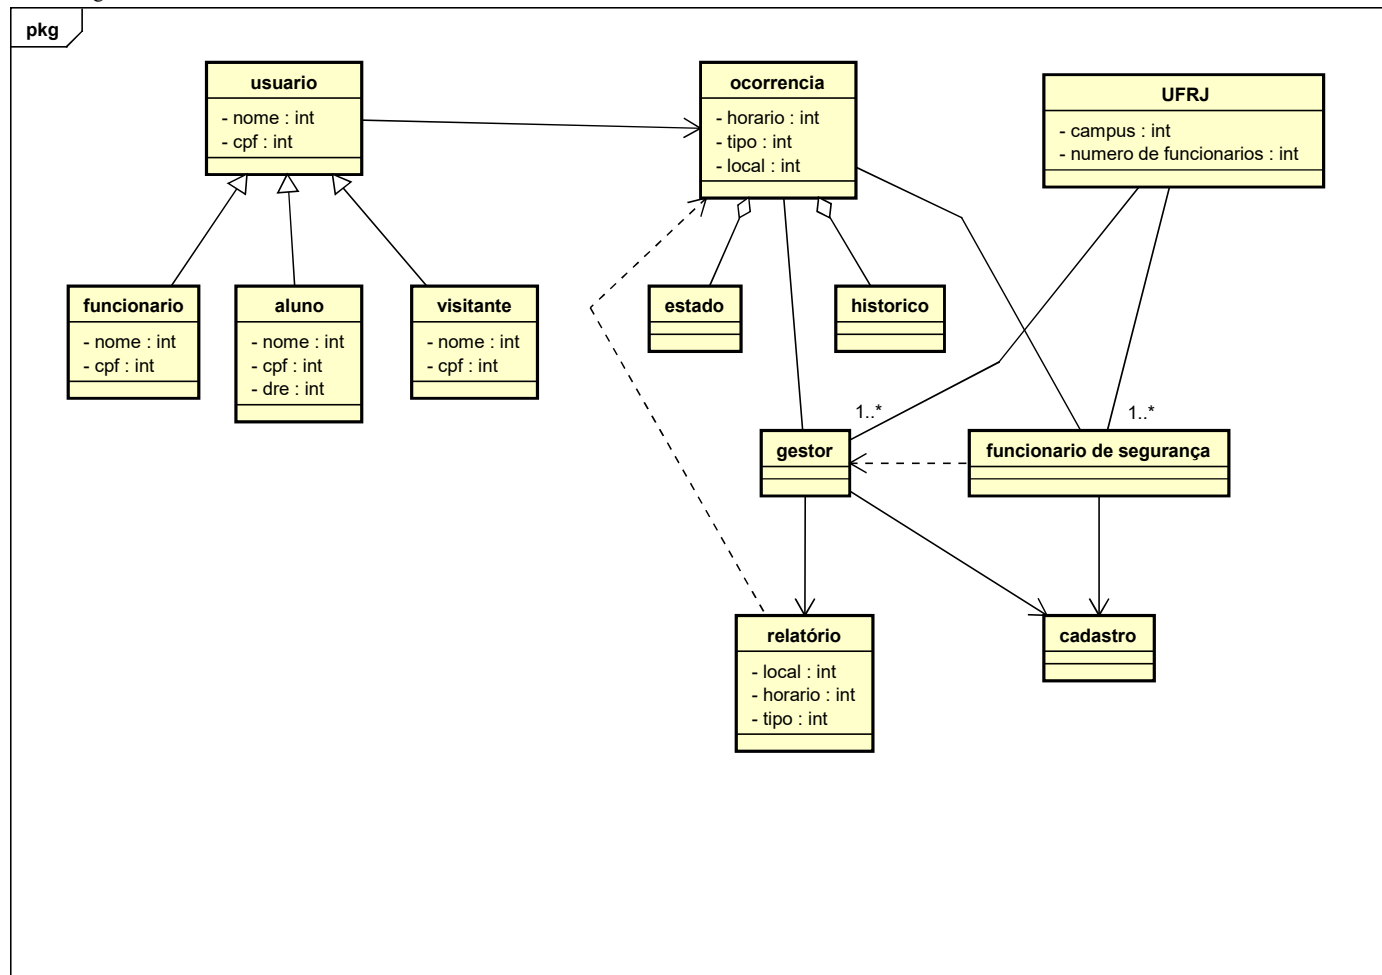 pkg
usuario
- nome : int
- cpf : int
ocorrencia
- horario : int
- tipo : int
- local : int
UFRJ
- campus : int
- numero de funcionarios : int
funcionario
- nome : int
- cpf : int
aluno
- nome : int
- cpf : int
- dre : int
visitante
- nome : int
- cpf : int
estado
historico
1..*
1..*
gestor
funcionario de segurança
relatório
- local : int
- horario : int
- tipo : int
cadastro